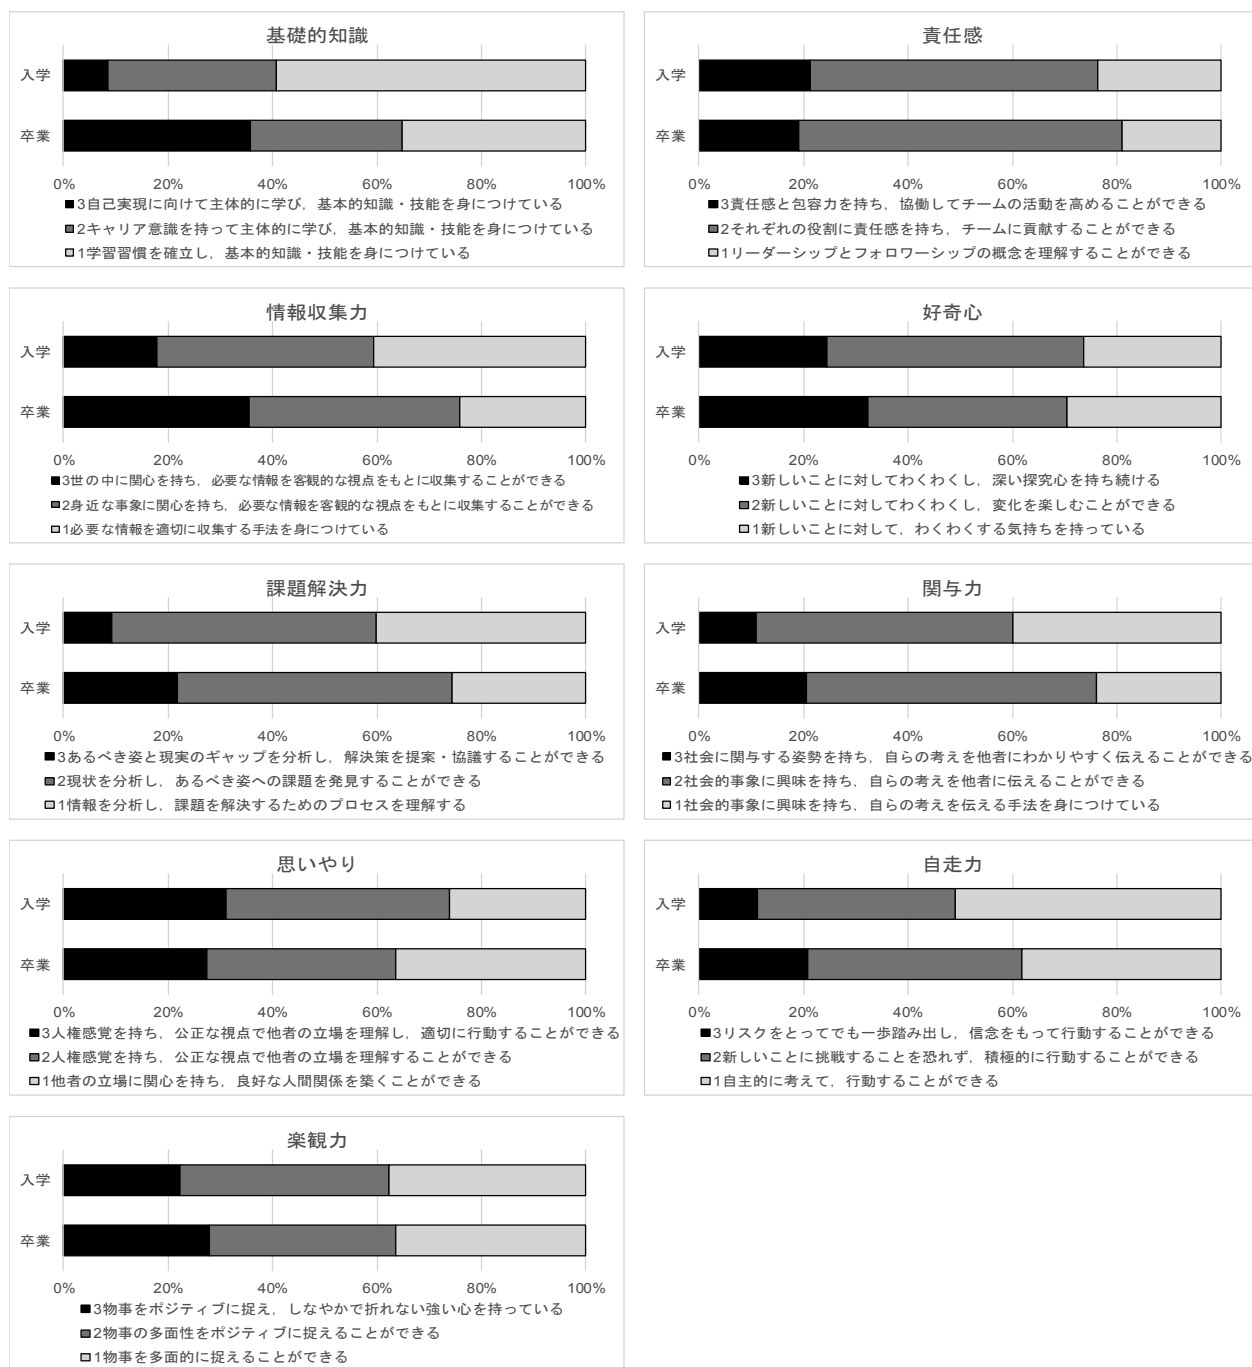 基礎的知識
入学
卒業
0% 20% 40% 60% 80% 100%
■3自己実現に向けて主体的に学び，基本的知識・技能を身につけている
■2キャリア意識を持って主体的に学び，基本的知識・技能を身につけている
□1学習習慣を確立し，基本的知識・技能を身につけている
責任感
入学
卒業
0% 20% 40% 60% 80% 100%
■3責任感と包容力を持ち，協働してチームの活動を高めることができる
■2それぞれの役割に責任感を持ち，チームに貢献することができる
□1リーダーシップとフォロワーシップの概念を理解することができる
情報収集力
入学
卒業
0% 20% 40% 60% 80% 100%
■3世の中に関心を持ち，必要な情報を客観的な視点をもとに収集することができる
■2身近な事象に関心を持ち，必要な情報を客観的な視点をもとに収集することができる
□1必要な情報を適切に収集する手法を身につけている
好奇心
入学
卒業
0% 20% 40% 60% 80% 100%
■3新しいことに対してわくわくし，深い探究心を持ち続ける
■2新しいことに対してわくわくし，変化を楽しむことができる
□1新しいことに対して，わくわくする気持ちを持っている
課題解決力
入学
卒業
0% 20% 40% 60% 80% 100%
■3あるべき姿と現実のギャップを分析し，解決策を提案・協議することができる
■2現状を分析し，あるべき姿への課題を発見することができる
□1情報を分析し，課題を解決するためのプロセスを理解する
関与力
入学
卒業
0% 20% 40% 60% 80% 100%
■3社会に関与する姿勢を持ち，自らの考えを他者にわかりやすく伝えることができる
■2社会的事象に興味を持ち，自らの考えを他者に伝えることができる
□1社会的事象に興味を持ち，自らの考えを伝える手法を身につけている
思いやり
入学
卒業
0% 20% 40% 60% 80% 100%
■3人権感覚を持ち，公正な視点で他者の立場を理解し，適切に行動することができる
■2人権感覚を持ち，公正な視点で他者の立場を理解することができる
□1他者の立場に関心を持ち，良好な人間関係を築くことができる
自走力
入学
卒業
0% 20% 40% 60% 80% 100%
■3リスクをとってでも一歩踏み出し，信念をもって行動することができる
■2新しいことに挑戦することを恐れず，積極的に行動することができる
□1自主的に考えて，行動することができる
楽観力
入学
卒業
0% 20% 40% 60% 80% 100%
■3物事をポジティブに捉え，しなやかで折れない強い心を持っている
■2物事の多面性をポジティブに捉えることができる
□1物事を多面的に捉えることができる